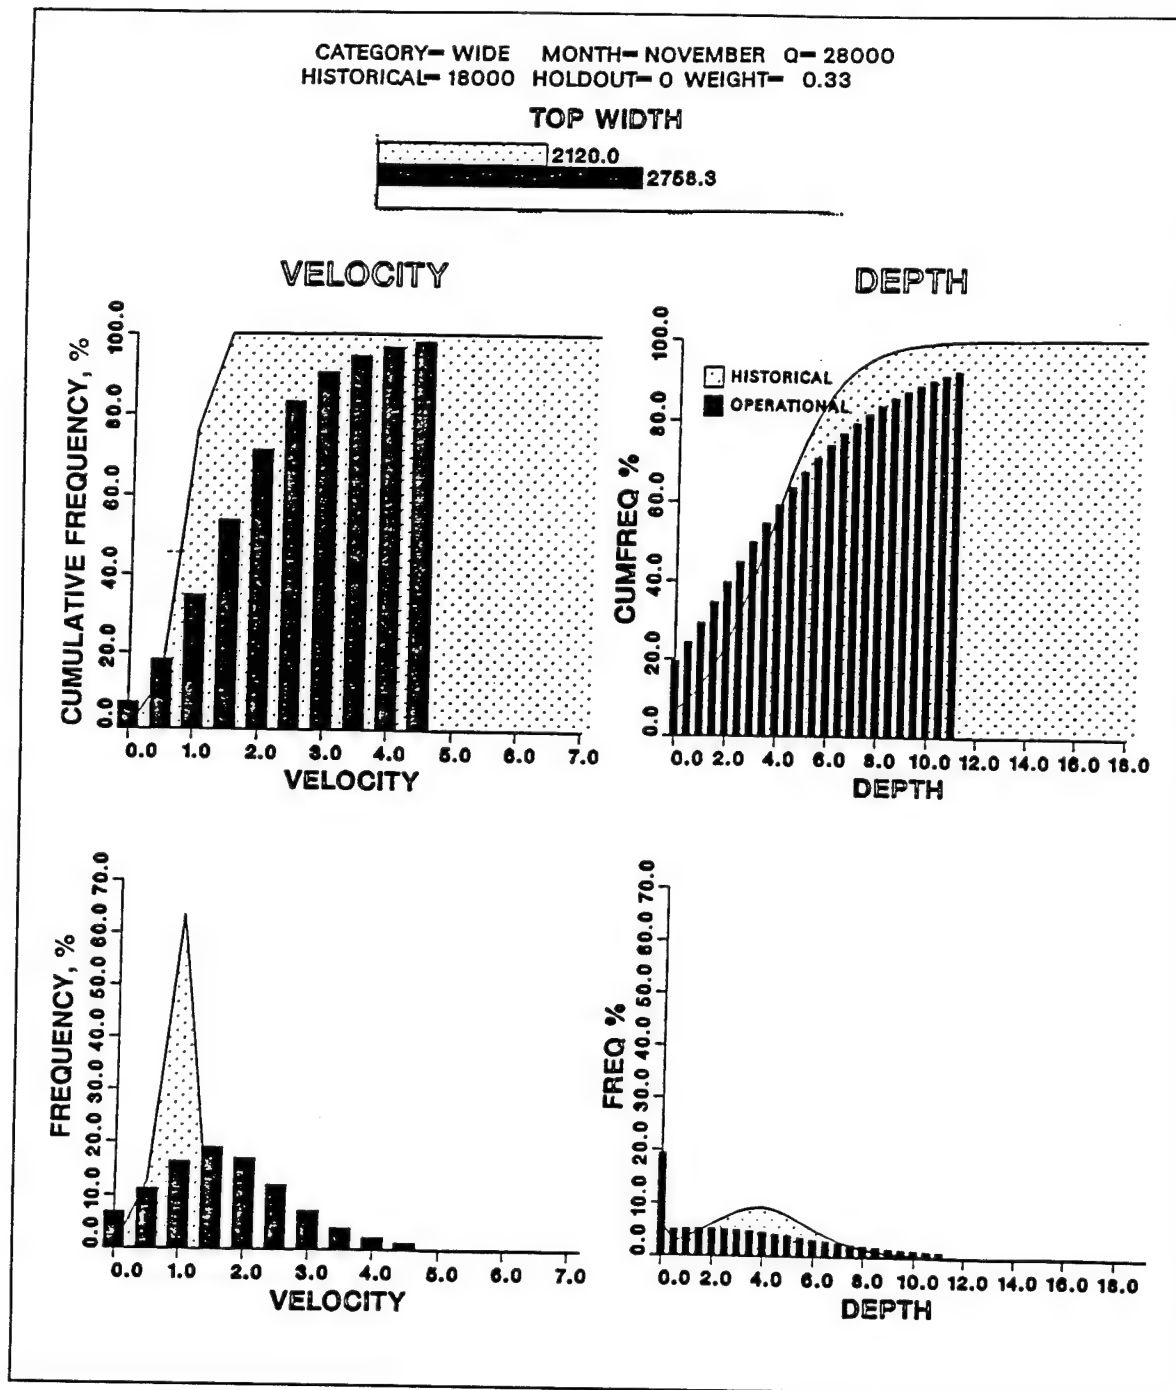 CATEGORY= WIDE MONTH= NOVEMBER Q= 28000
HISTORICAL= 18000 HOLDOUT= 0 WEIGHT= 0.33
TOP WIDTH
2120.0
2758.3
VELOCITY
CUMULATIVE FREQUENCY, %
100.0
80.0
60.0
40.0
20.0
0.0
0.0 1.0 2.0 3.0 4.0 5.0 6.0 7.0
VELOCITY
DEPTH
CUMFREQ %
100.0
80.0
60.0
40.0
20.0
0.0
HISTORICAL
OPERATIONAL
0.0 2.0 4.0 6.0 8.0 10.0 12.0 14.0 16.0 18.0
DEPTH
FREQUENCY, %
70.0
60.0
50.0
40.0
30.0
20.0
10.0
0.0
0.0 1.0 2.0 3.0 4.0 5.0 6.0 7.0
VELOCITY
FREQ %
70.0
60.0
50.0
40.0
30.0
20.0
10.0
0.0
0.0 2.0 4.0 6.0 8.0 10.0 12.0 14.0 16.0 18.0
DEPTH